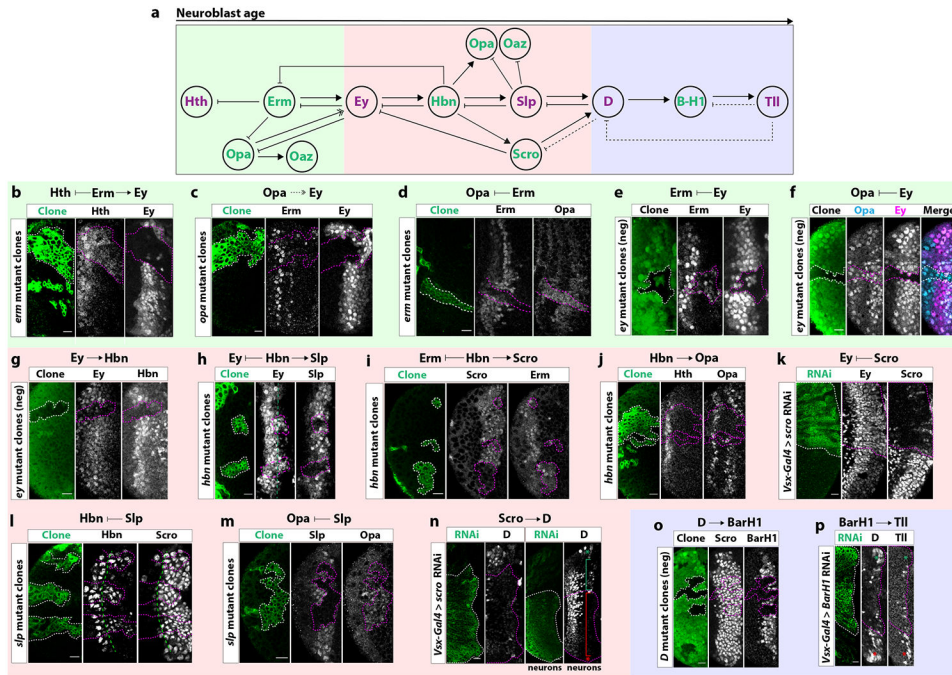 Neuroblast age
a
Opa Oaz
Hth Erm Ey Hbn Slp D B-H1 Tll
Opa Oaz Scro
b Hth Erm Ey
Clone Hth Ey
erm mutant clones
c Opa Ey
Clone Erm Ey
opa mutant clones
d Opa Erm
Clone Erm Opa
erm mutant clones
e Erm Ey
Clone Erm Ey
ey mutant clones (neg)
f Opa Ey
Clone Opa Ey Merge
ey mutant clones (neg)
g Ey Hbn
Clone Ey Hbn
ey mutant clones (neg)
h Ey Hbn Slp
Clone Ey Slp
hbn mutant clones
i Erm Hbn Scro
Clone Scro Erm
hbn mutant clones
j Hbn Opa
Clone Hth Opa
hbn mutant clones
k Ey Scro
RNAi Ey Scro
Vsx-Gal4 > scro RNAi
l Hbn Slp
Clone Hbn Scro
slp mutant clones
m Opa Slp
Clone Slp Opa
slp mutant clones
n Scro D
RNAi D RNAi D
Vsx-Gal4 > scro RNAi
neurons neurons
o D BarH1
Clone Scro BarH1
D mutant clones (neg)
p BarH1 Tll
RNAi D Tll
Vsx-Gal4 > BarH1 RNAi